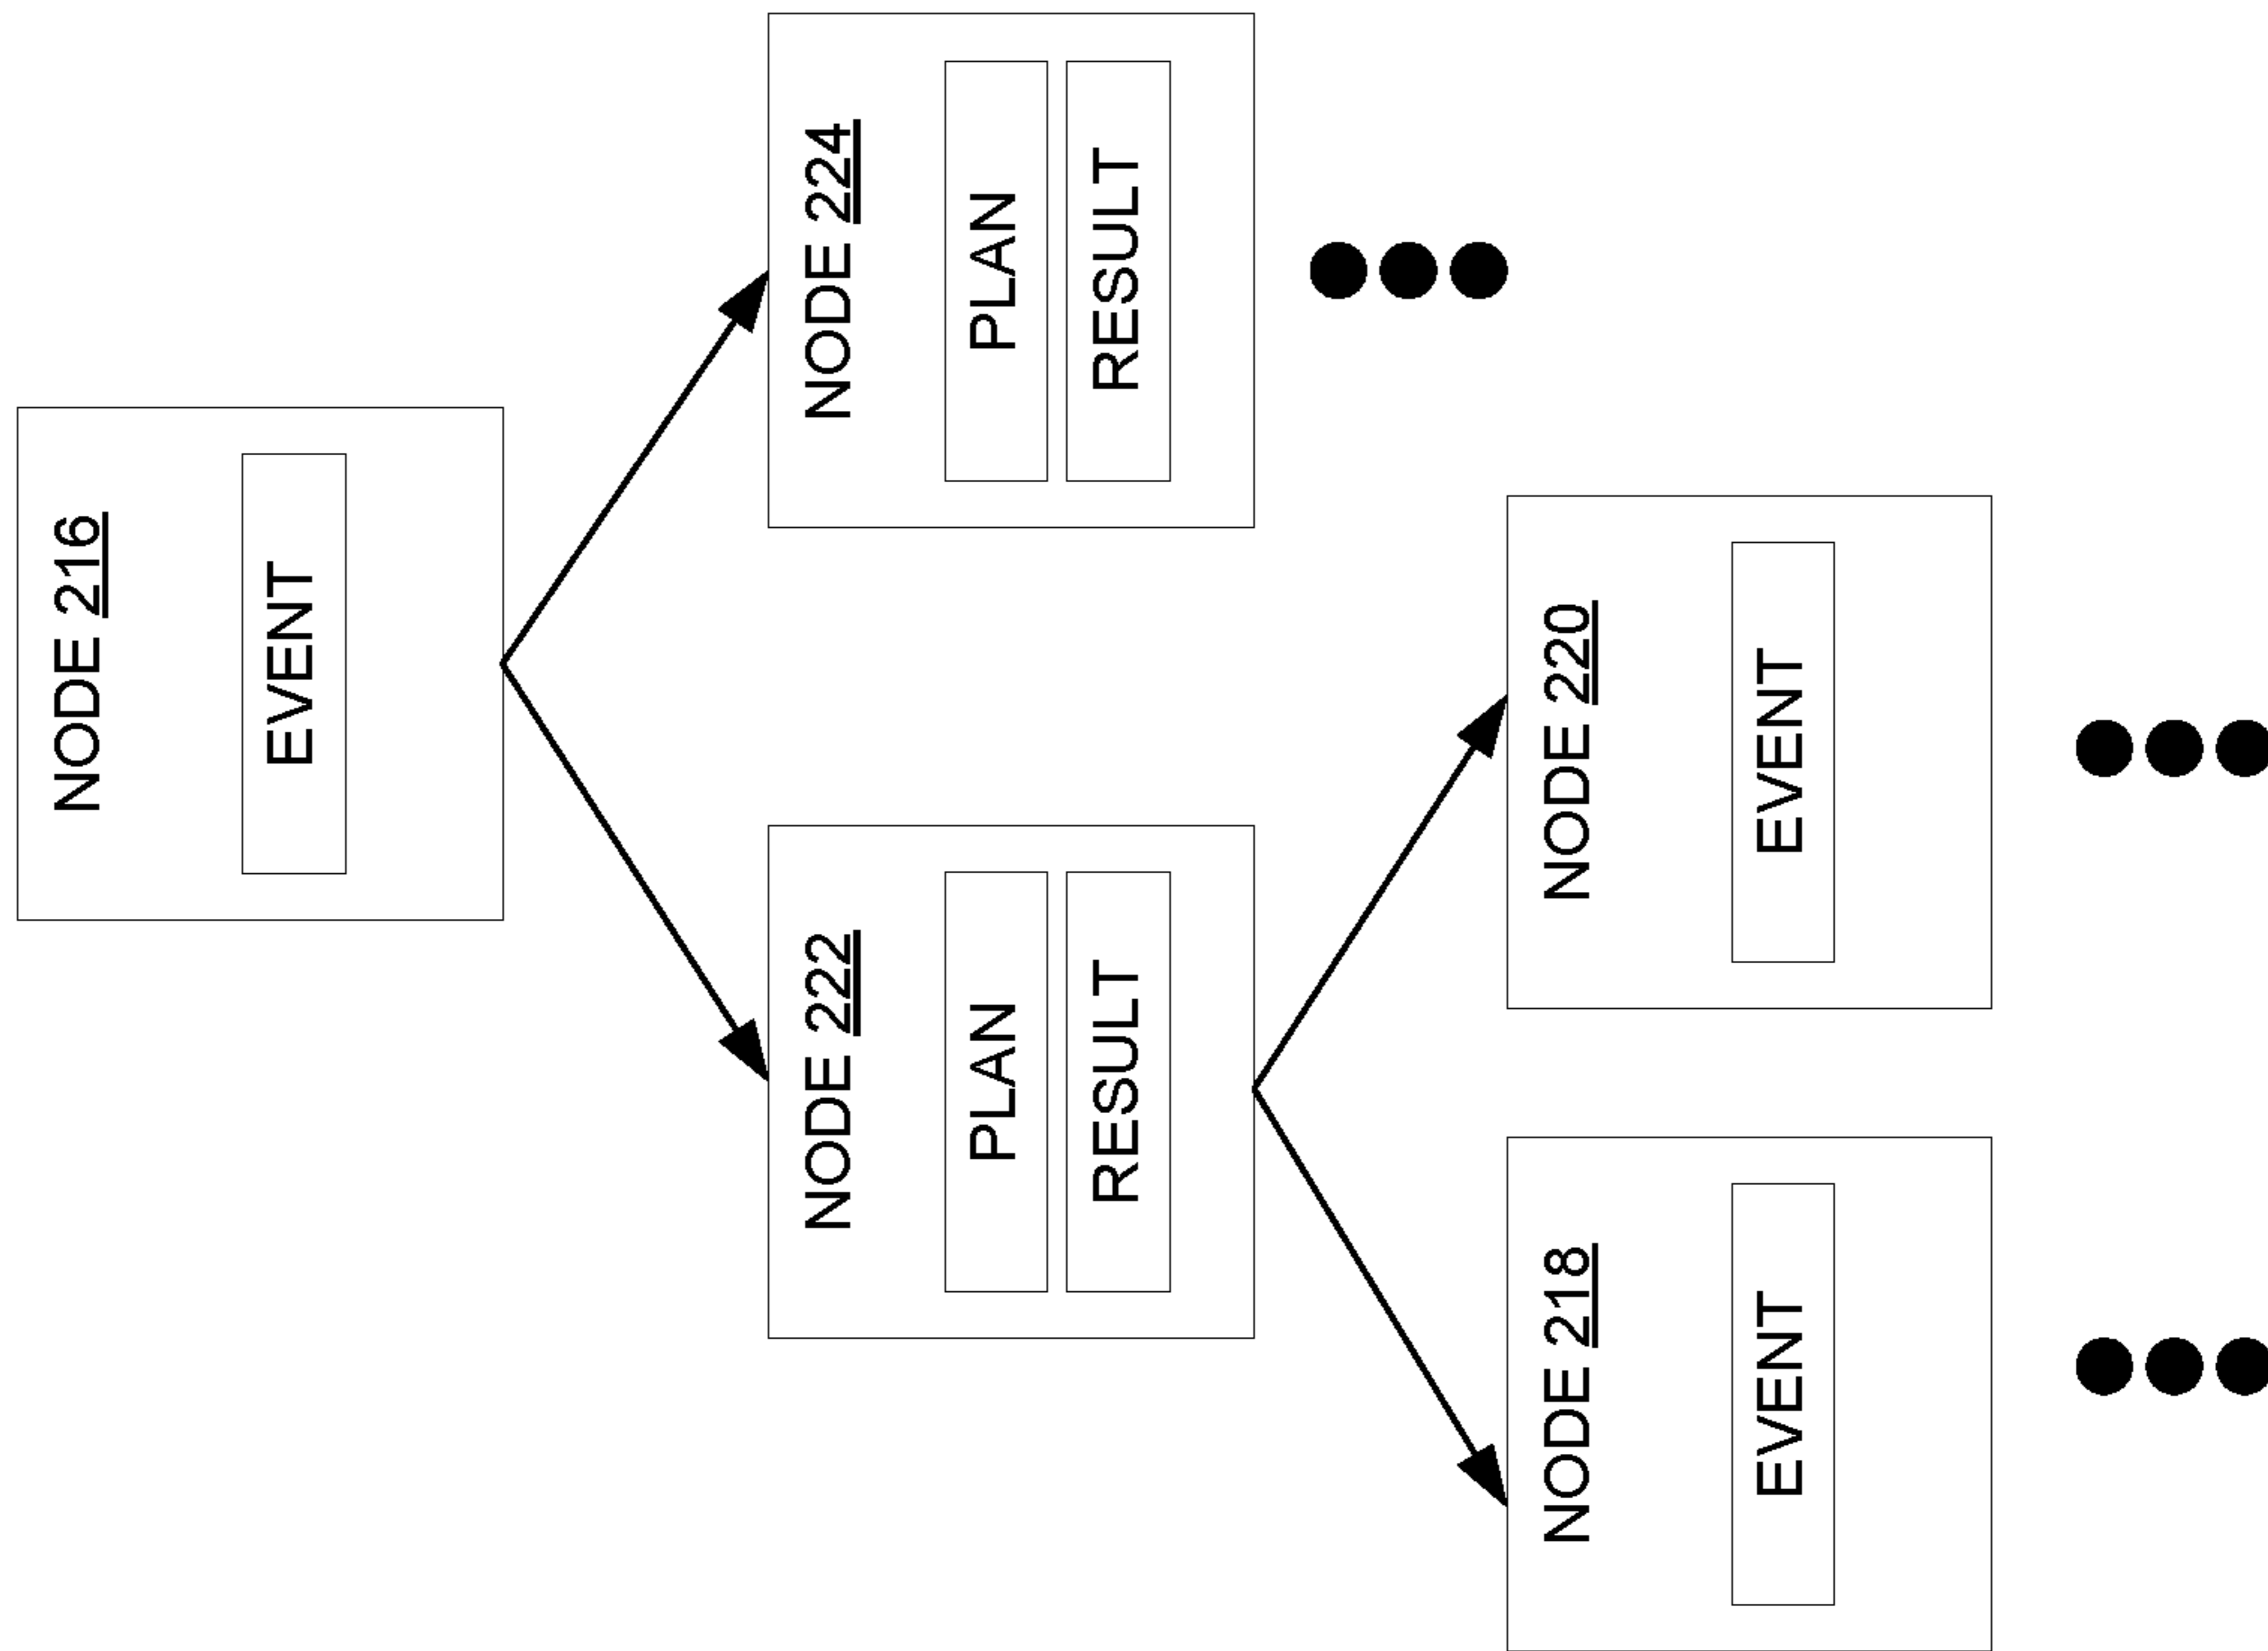 NODE 216
EVENT
NODE 222
PLAN
RESULT
NODE 224
PLAN
RESULT
NODE 218
EVENT
NODE 220
EVENT